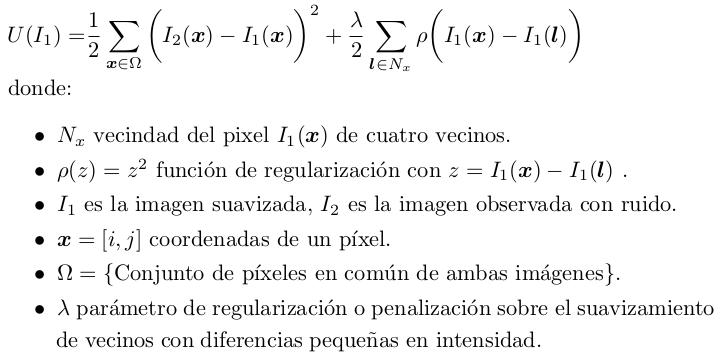 U(I₁) = 1/2 ∑_{x∈Ω} (I₂(x) − I₁(x))² + λ/2 ∑_{l∈Nₓ} ρ(I₁(x) − I₁(l))
donde:
• Nₓ vecindad del pixel I₁(x) de cuatro vecinos.
• ρ(z) = z² función de regularización con z = I₁(x) − I₁(l) .
• I₁ es la imagen suavizada, I₂ es la imagen observada con ruido.
• x = [i, j] coordenadas de un píxel.
• Ω = {Conjunto de píxeles en común de ambas imágenes}.
• λ parámetro de regularización o penalización sobre el suavizamiento
de vecinos con diferencias pequeñas en intensidad.